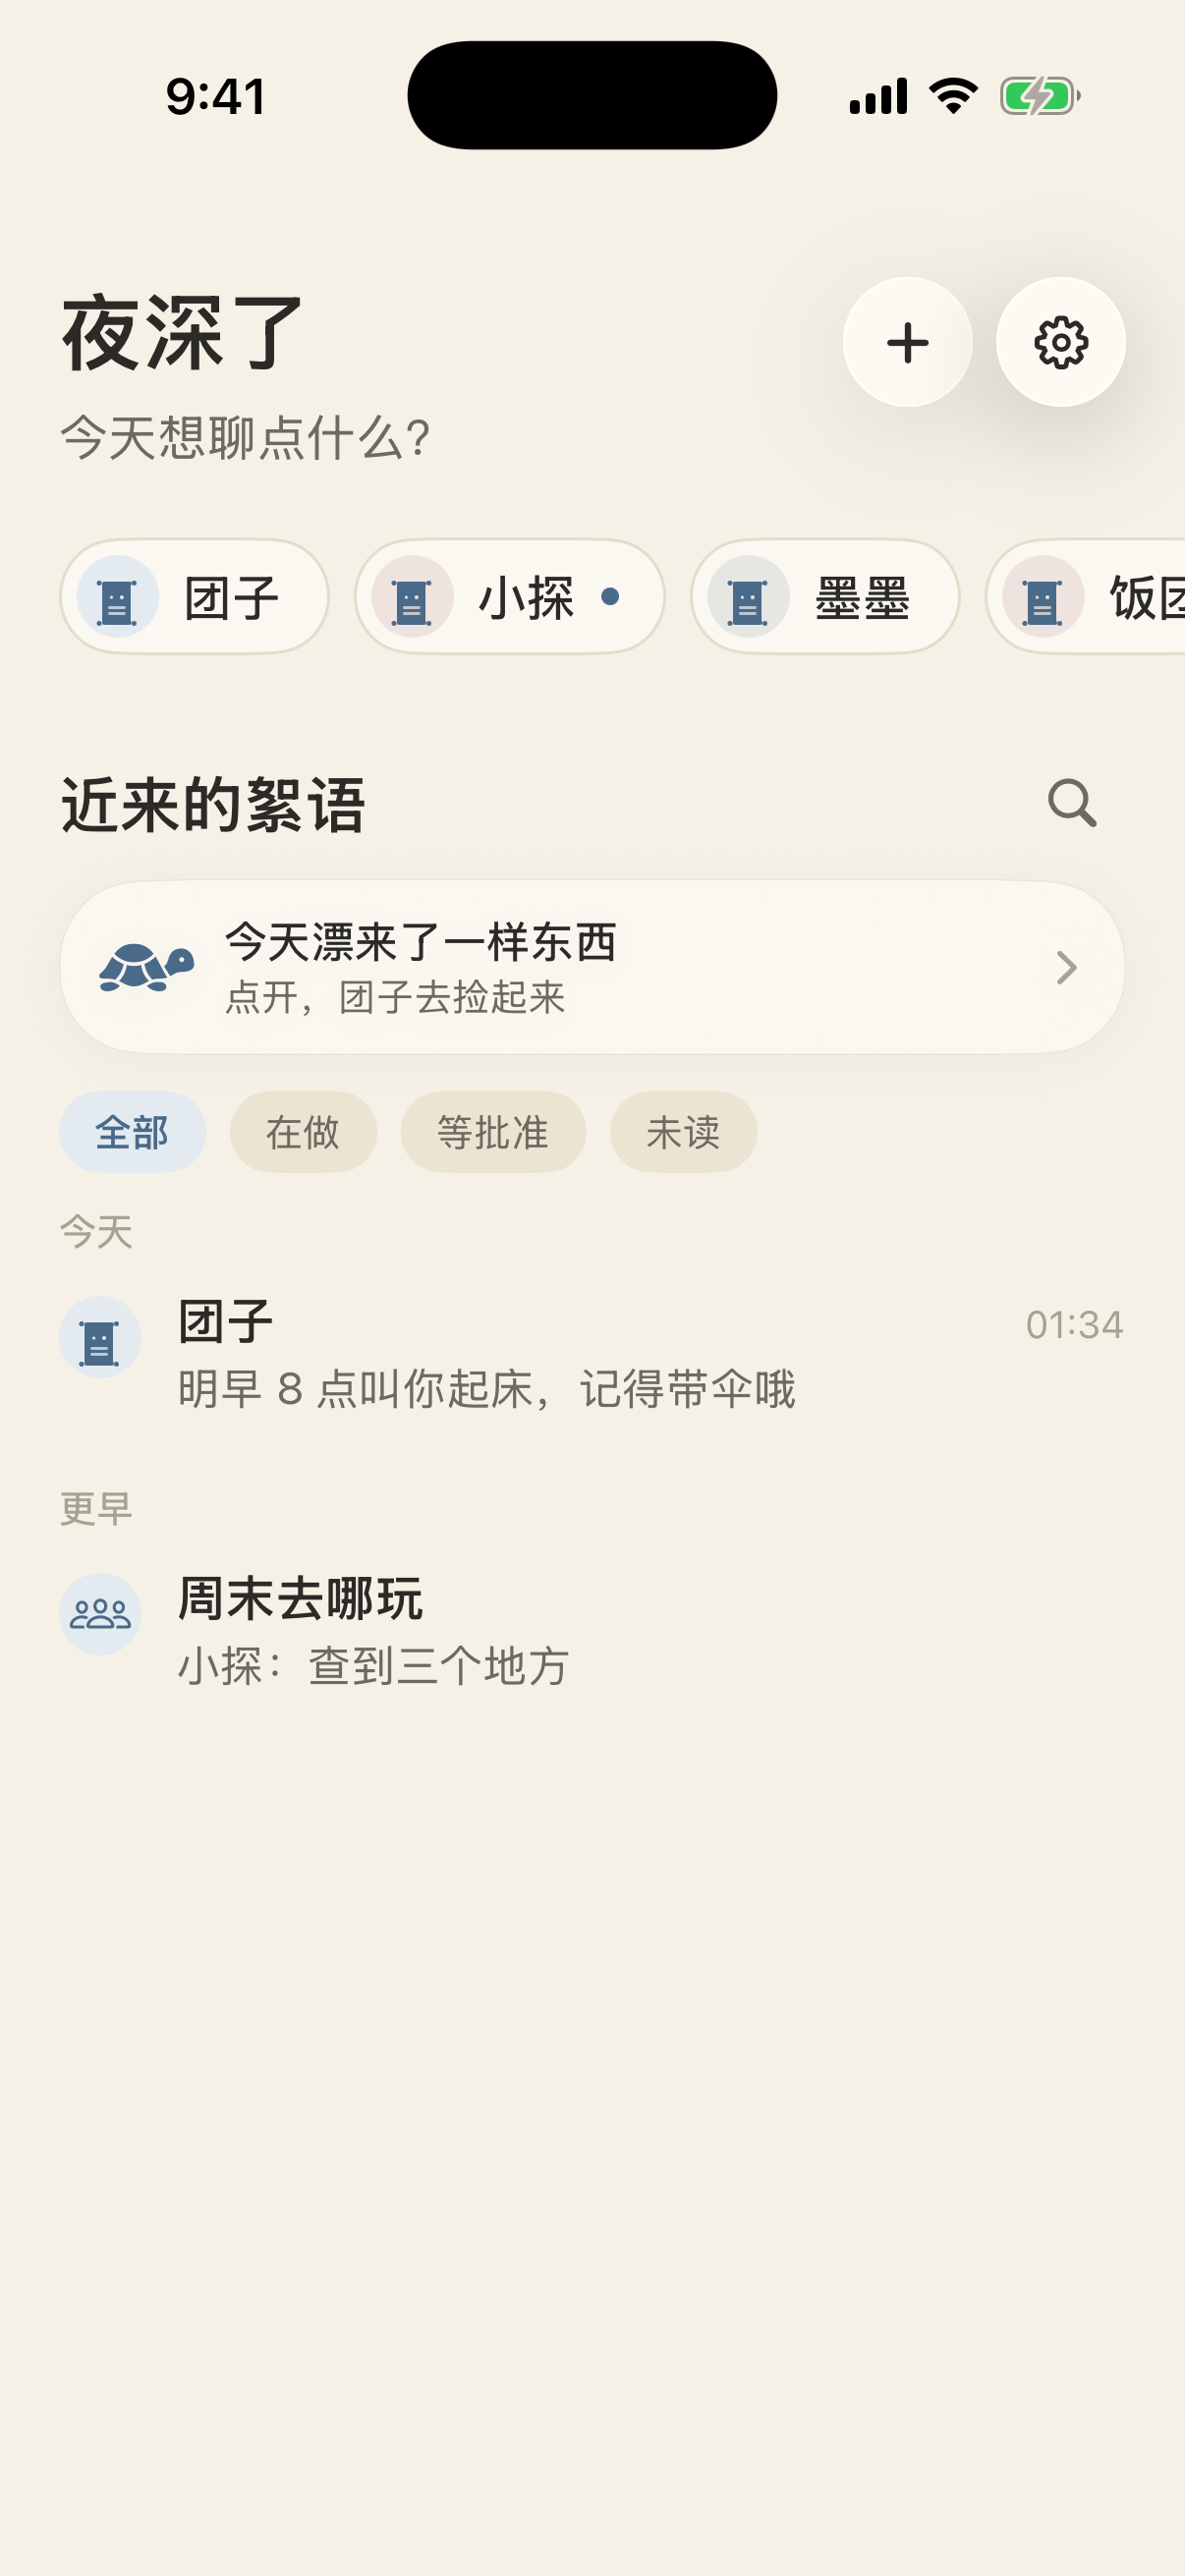 9:41
夜深了
今天想聊点什么?
团子
小探
墨墨
饭团
近来的絮语
今天漂来了一样东西
点开，团子去捡起来
全部
在做
等批准
未读
今天
团子
01:34
明早 8 点叫你起床，记得带伞哦
更早
周末去哪玩
小探：查到三个地方